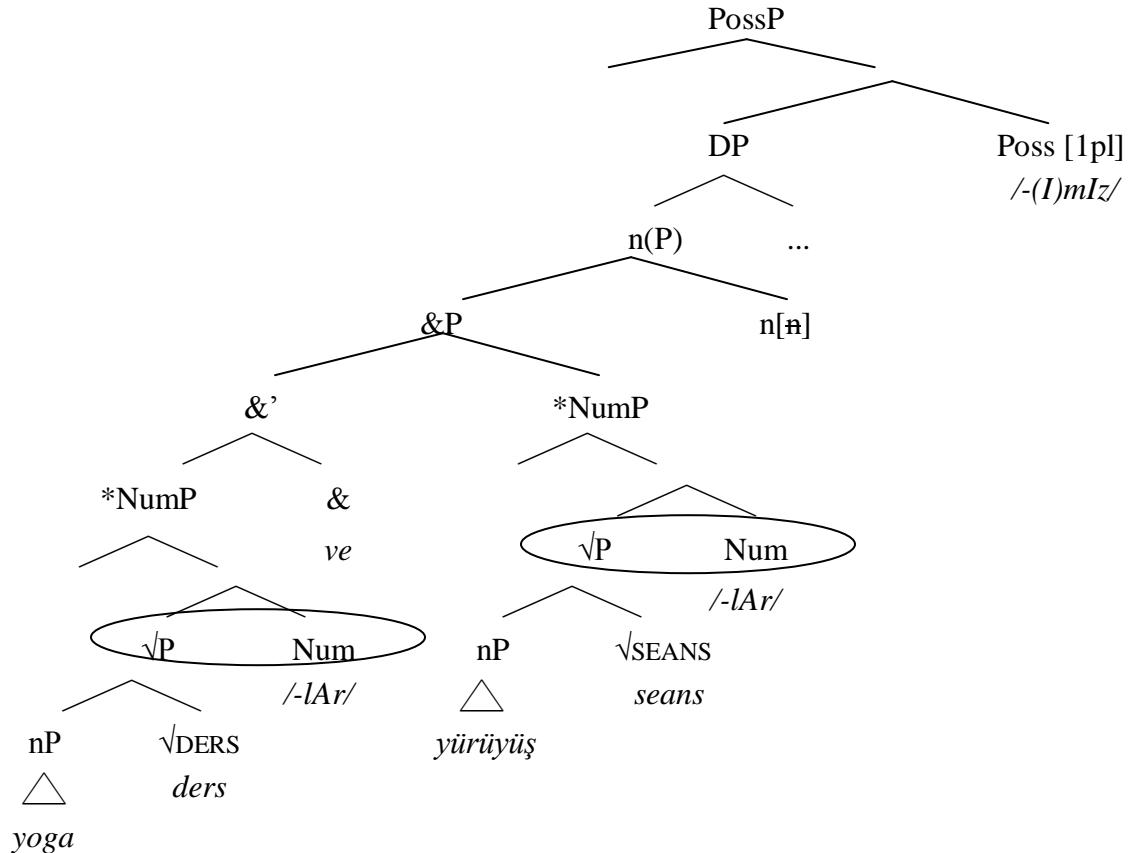 PossP
DP Poss [1pl]
/-(I)mIz/
n(P) ...
&P n[n]
&’ *NumP
*NumP &
ve √P Num
/-lAr/
√P Num nP √SEANS
/-lAr/ seans
nP √DERS yürüyüş
ders
yoga